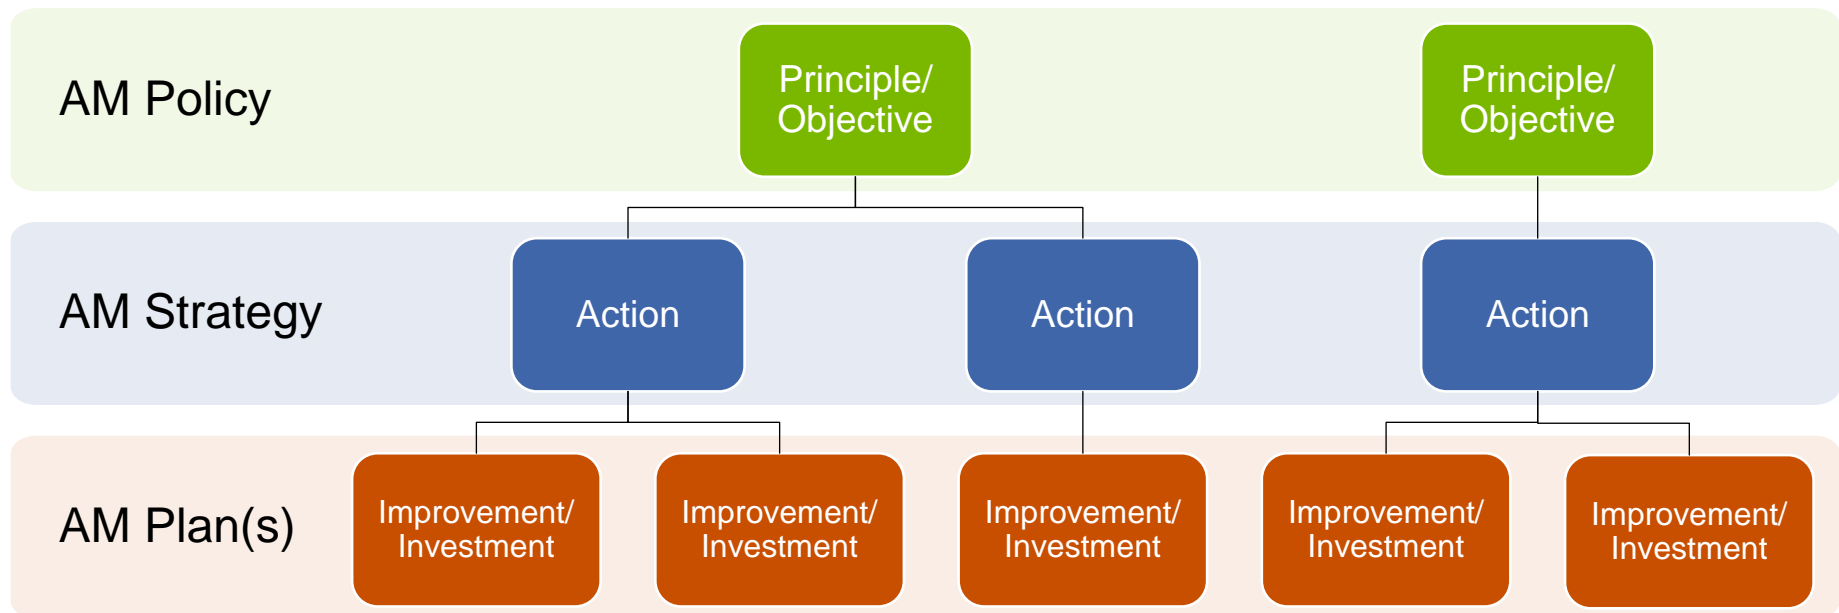 AM Policy
Principle/
Objective
Principle/
Objective
AM Strategy
Action
Action
Action
AM Plan(s)
Improvement/
Investment
Improvement/
Investment
Improvement/
Investment
Improvement/
Investment
Improvement/
Investment